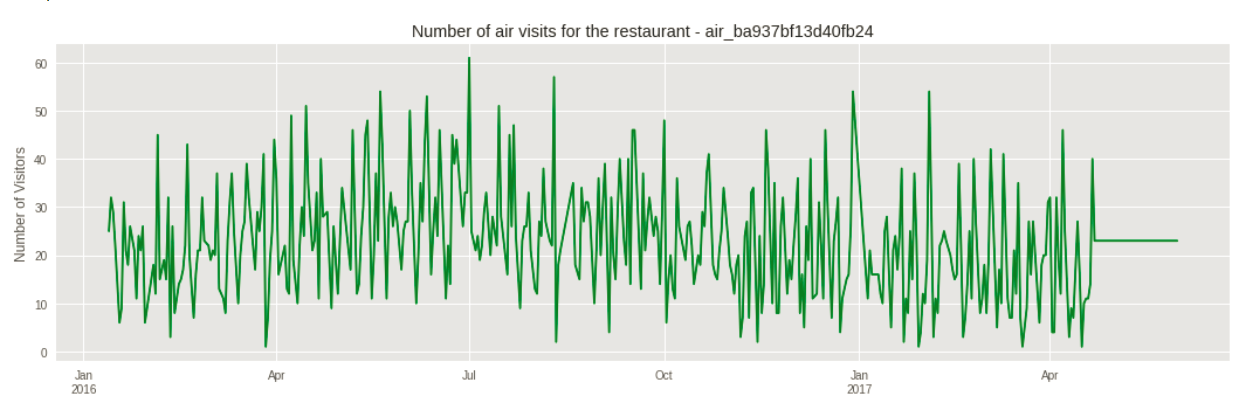 Number of air visits for the restaurant - air_ba937bf13d40fb24
Number of Visitors
60
50
40
30
20
10
0
Jan Apr Jul Oct Jan Apr
2016 2017